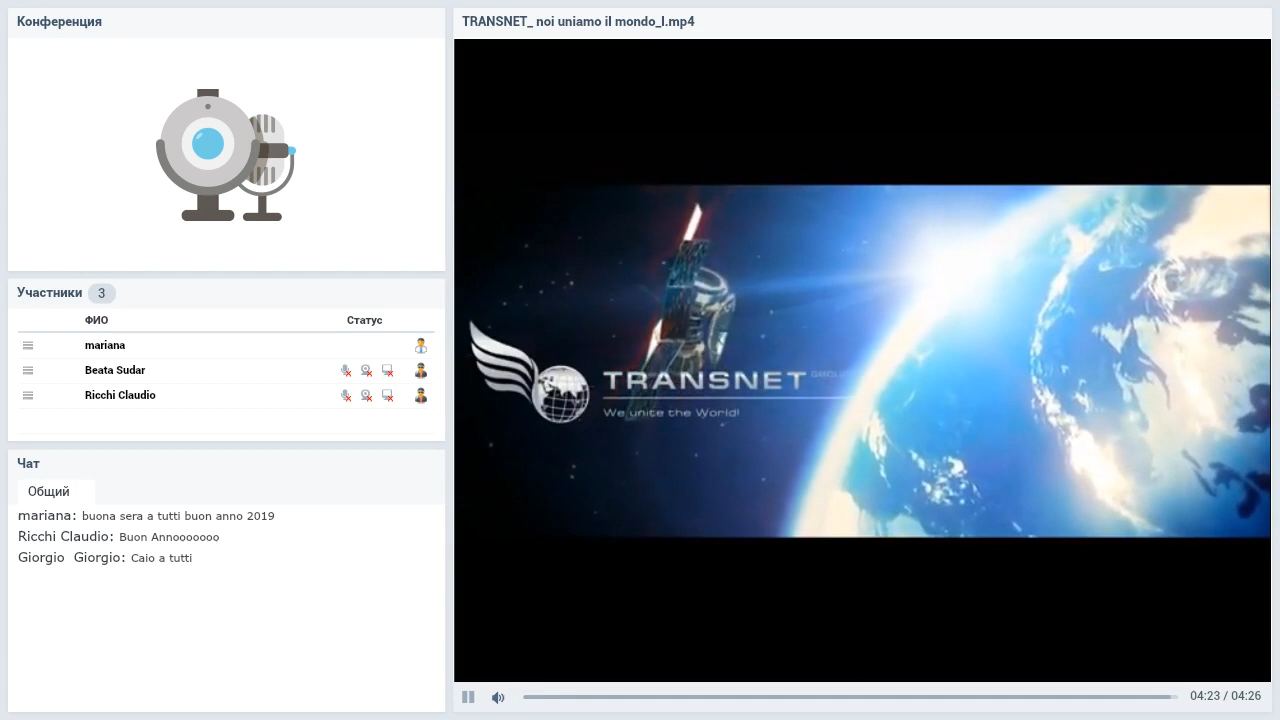 Конференция
Участники 3
ФИО Статус
mariana
Beata Sudar
Ricchi Claudio
Чат
Общий
mariana: buona sera a tutti buon anno 2019
Ricchi Claudio: Buon Annooooooo
Giorgio Giorgio: Caio a tutti
TRANSNET_ noi uniamo il mondo_I.mp4
TRANSNET GROUP
We unite the World!
04:23 / 04:26